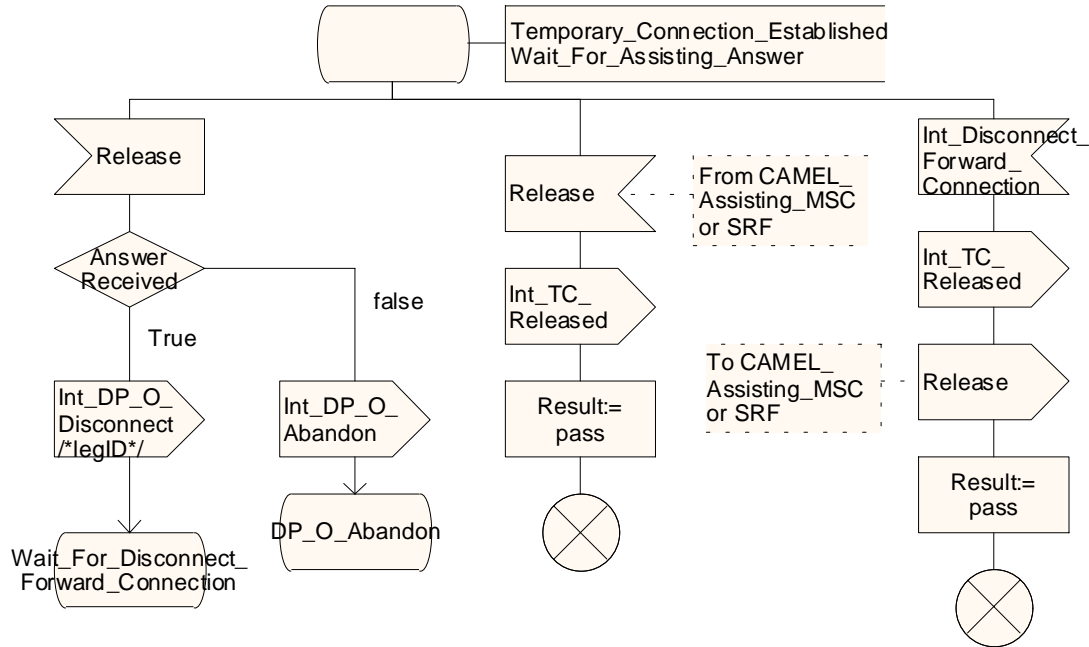 Temporary_Connection_Established
Wait_For_Assisting_Answer
Release
Answer
Received
True
false
Int_DP_O_
Disconnect
/*legID*/
Wait_For_Disconnect_
Forward_Connection
Int_DP_O_
Abandon
DP_O_Abandon
Release
From CAMEL_
Assisting_MSC
or SRF
Int_TC_
Released
Result:=
pass
Int_Disconnect_
Forward_
Connection
Int_TC_
Released
To CAMEL_
Assisting_MSC
or SRF
Release
Result:=
pass